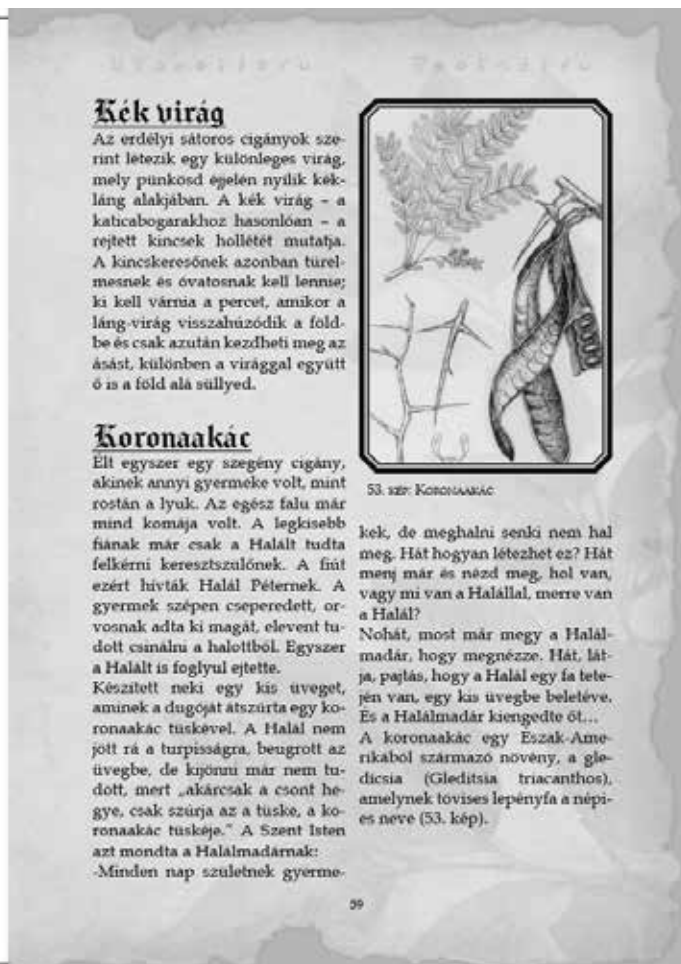 Kék virág
Az erdélyi sátoros cigányok sze-
rint létezik egy különleges virág,
mely pünkösd éjjelén nyílik kék-
láng alakjában. A kék virág – a
katicabogarakhoz hasonlóan – a
rejtett kincsek hollétét mutatja.
A kincskeresőnek azonban türel-
mesnek és óvatosnak kell lennie;
ki kell várnia a percet, amikor a
láng-virág visszahúzódik a föld-
be és csak azután kezdheti meg az
ásást, különben a virággal együtt
ő is a föld alá süllyed.
Koronaakác
Élt egyszer egy szegény cigány,
akinek annyi gyermeke volt, mint
rostán a lyuk. Az egész falu már
mind komája volt. A legkisebb
fiának már csak a Halált tudta
felkérni keresztszülőnek. A fiút
ezért hívták Halál Péternek. A
gyermek szépen cseperedett, or-
vosnak adta ki magát, elevent tu-
dott csinálni a halottból. Egyszer
a Halált is foglyul ejtette.
Készített neki egy kis üveget,
aminek a dugóját átszúrta egy ko-
ronaakác tüskével. A Halál nem
jött rá a turpisságra, beugrott az
üvegbe, de kijönni már nem tu-
dott, mert „akárcsak a csont he-
gye, csak szúrja az a tüske, a ko-
ronaakác tüskéje.” A Szent Isten
azt mondta a Halálmadárnak:
-Minden nap születnek gyerme-
53. kép: Koronaakác
kek, de meghalni senki nem hal
meg. Hát hogyan létezhet ez? Hát
menj már és nézd meg, hol van,
vagy mi van a Halállal, merre van
a Halál?
Nohát, most már megy a Halál-
madár, hogy megnézze. Hát, lát-
ja, pajtás, hogy a Halál egy fa tete-
jén van, egy kis üvegbe beletéve.
És a Halálmadár kiengedte őt...
A koronaakác egy Észak-Ame-
rikából származó növény, a gle-
dícsia (Gleditsia triacanthos),
amelynek tövises lepényfa a népi-
es neve (53. kép).
59